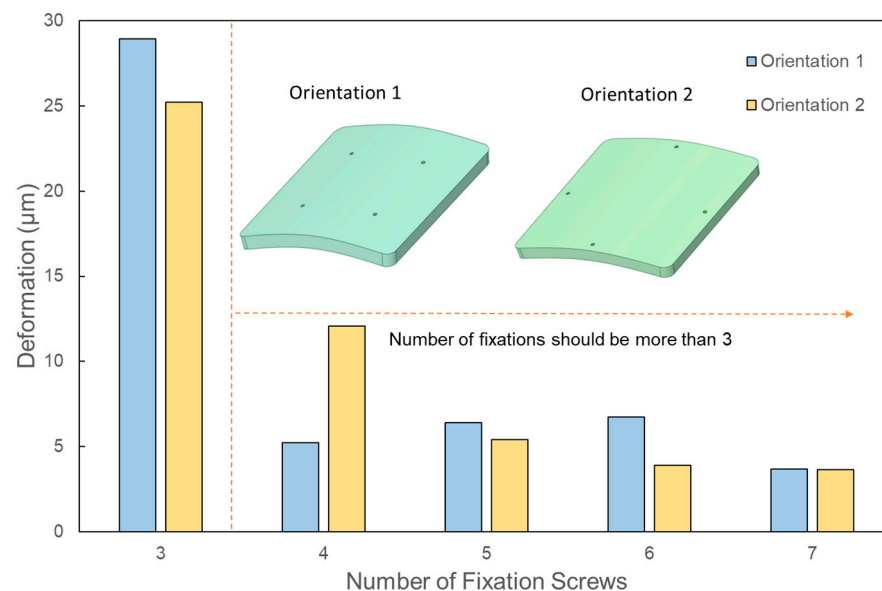 30
25
20
15
10
5
0
Deformation (μm)
Orientation 1
Orientation 2
Orientation 1
Orientation 2
Number of fixations should be more than 3
3 4 5 6 7
Number of Fixation Screws